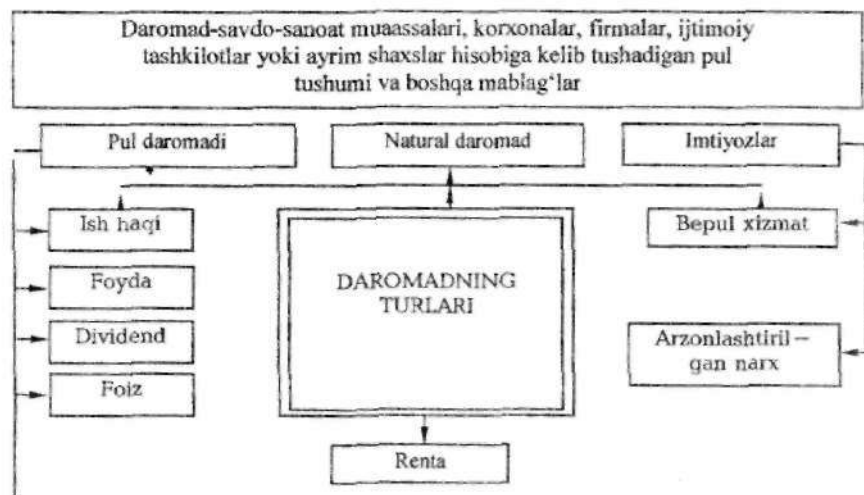 Daromad-savdo-sanoat muaassalari, korxonalar, firmalar, ijtimoiy
tashkilotlar yoki ayrim shaxslar hisobiga kelib tushadigan pul
tushumi va boshqa mablag‘lar
Pul daromadi
Natural daromad
Imtiyozlar
Ish haqi
Bepul xizmat
Foyda
DAROMADNING
TURLARI
Dividend
Arzonlashtiril –
gan narx
Foiz
Renta